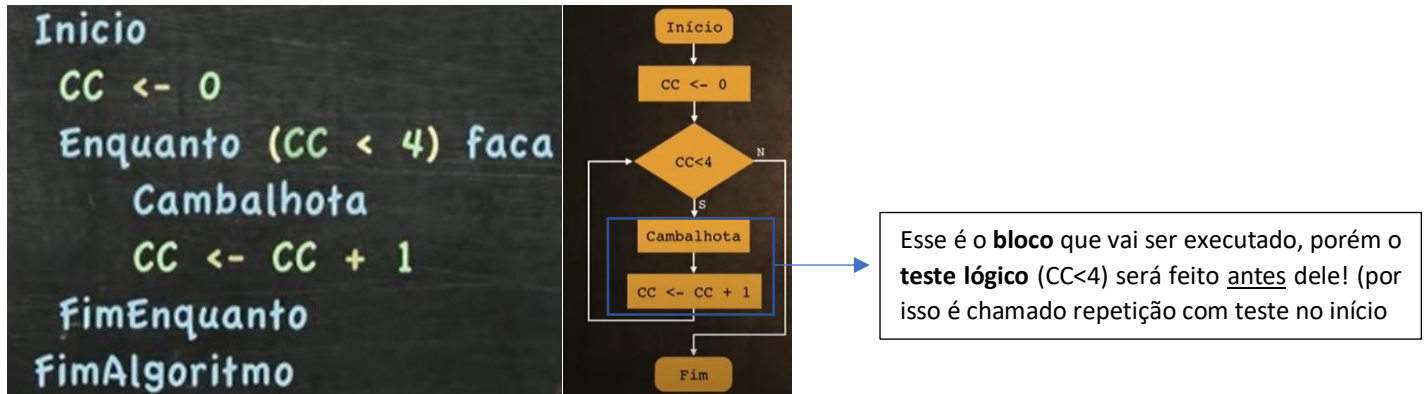 Inicio
CC <- 0
Enquanto (CC < 4) faca
Cambalhota
CC <- CC + 1
FimEnquanto
FimAlgoritmo
Início
CC <- 0
CC<4
N
S
Cambalhota
CC <- CC + 1
Fim
Esse é o bloco que vai ser executado, porém o
teste lógico (CC<4) será feito antes dele! (por
isso é chamado repetição com teste no início